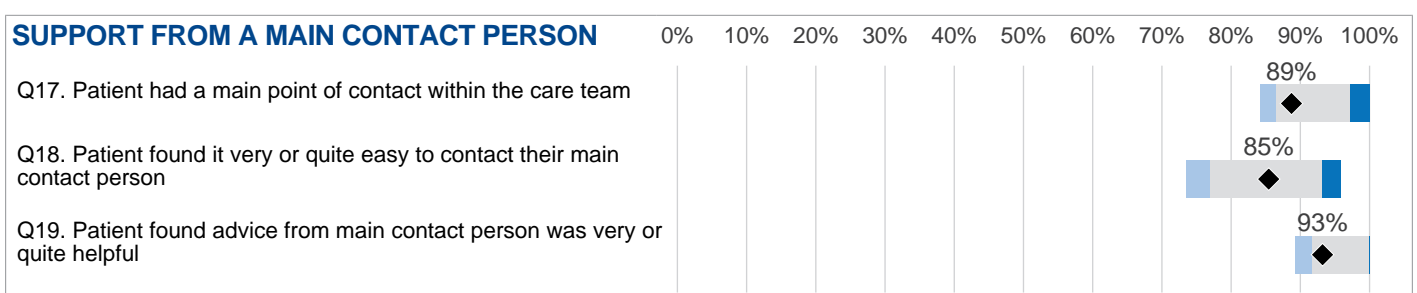 SUPPORT FROM A MAIN CONTACT PERSON 0% 10% 20% 30% 40% 50% 60% 70% 80% 90% 100%
89%
Q17. Patient had a main point of contact within the care team
85%
Q18. Patient found it very or quite easy to contact their main
contact person
93%
Q19. Patient found advice from main contact person was very or
quite helpful